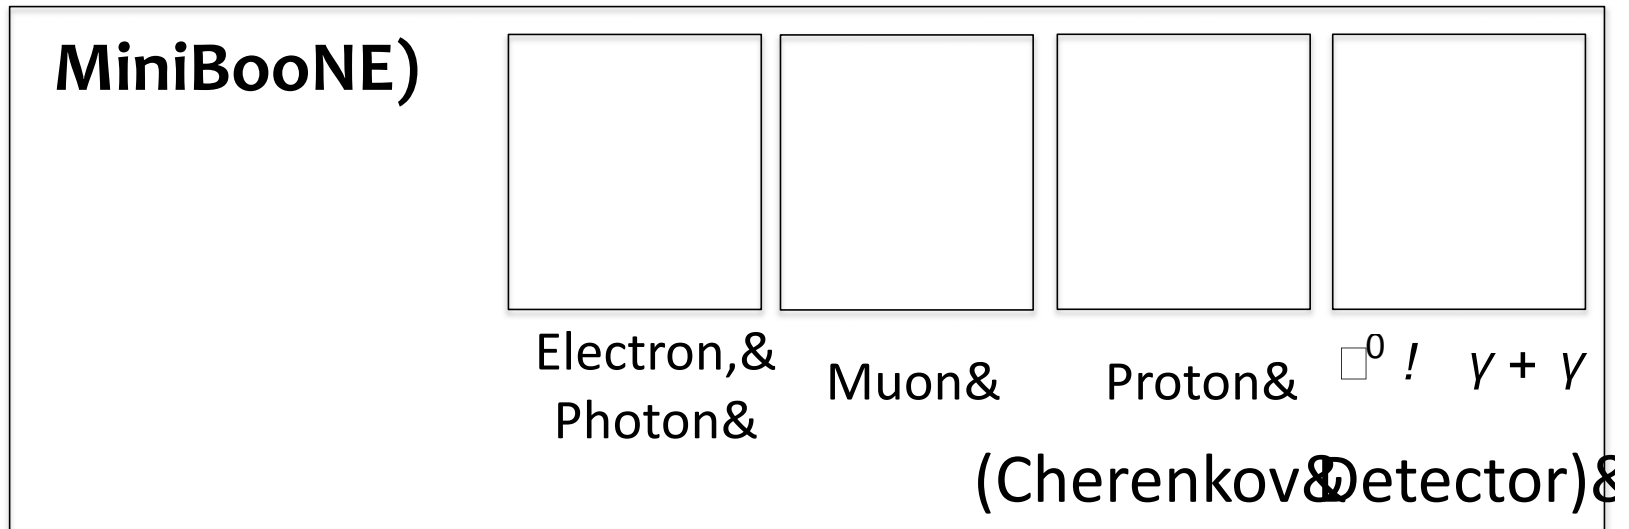 MiniBooNE)
Electron,&
Photon&
Muon&
Proton&
□⁰ ! γ + γ
(Cherenkov& Detector)&